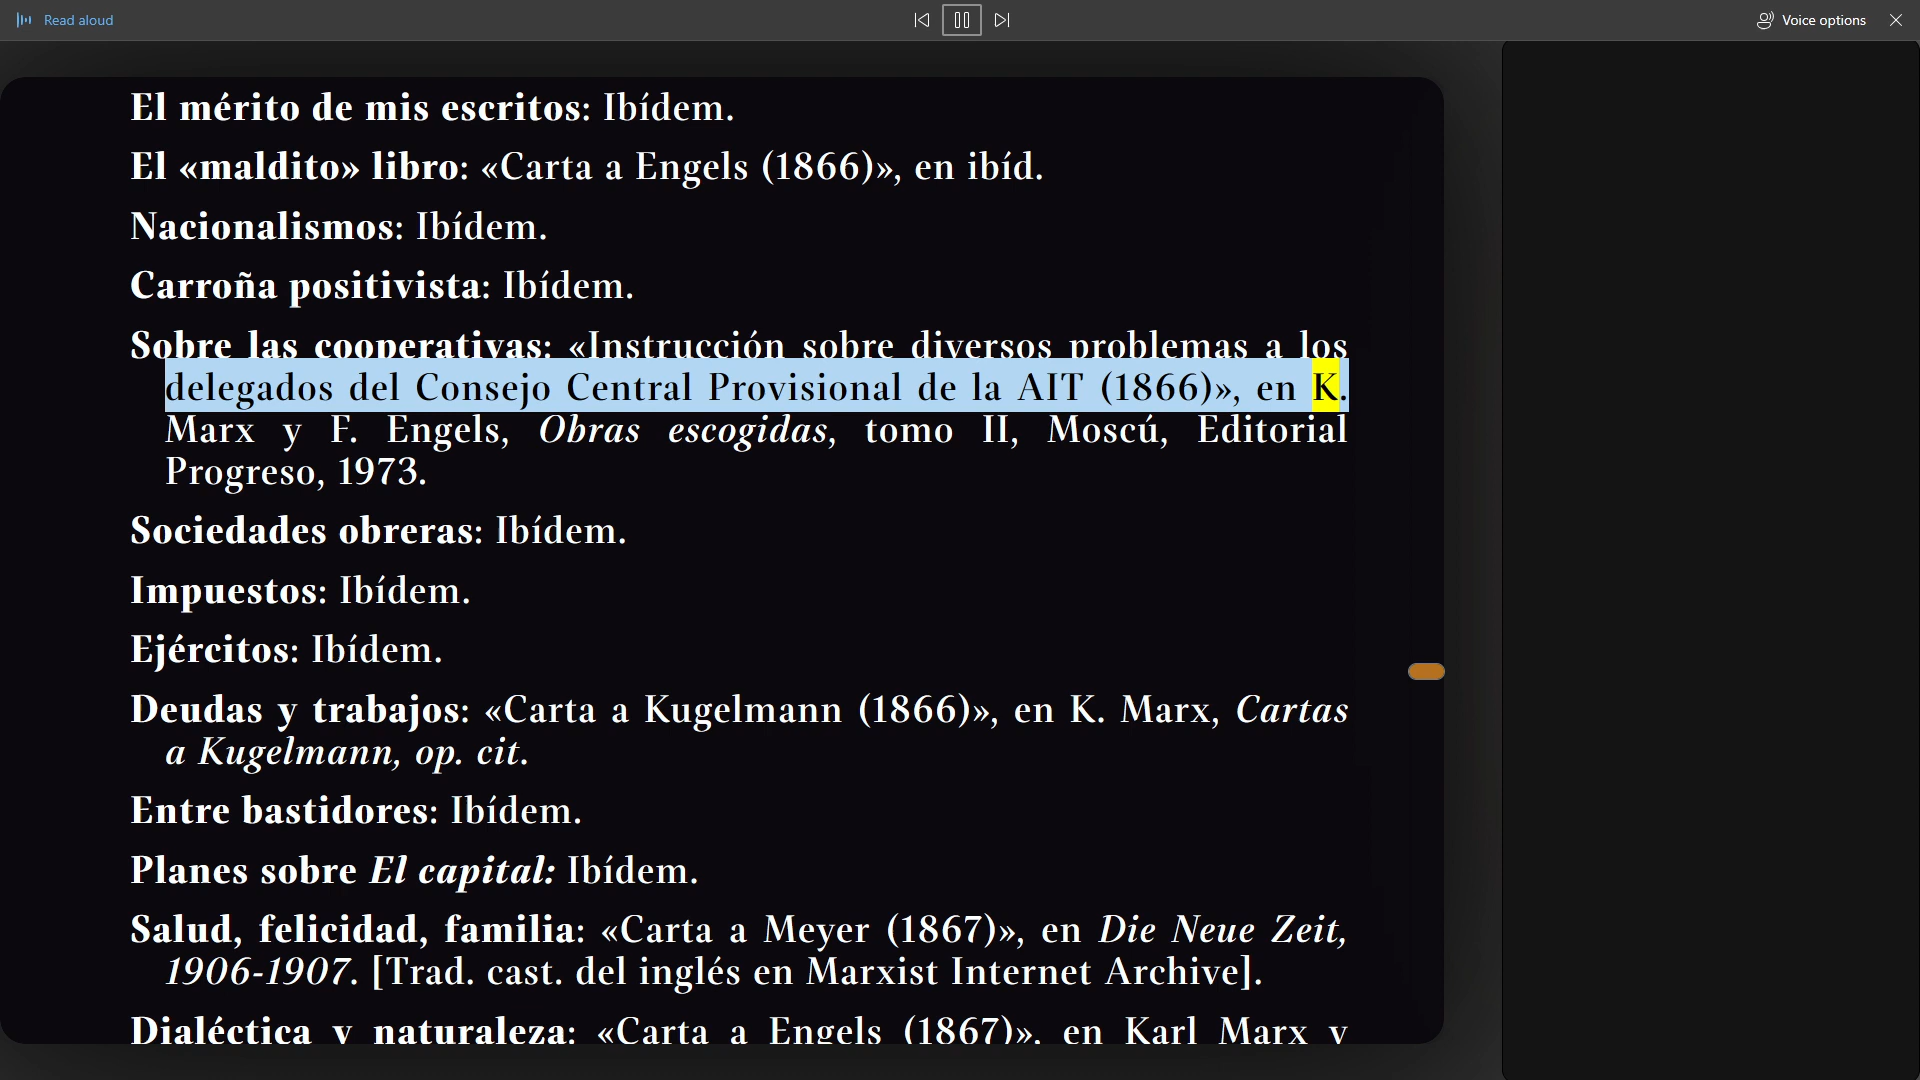 Read aloud
Voice options
El mérito de mis escritos: Ibídem.
El «maldito» libro: «Carta a Engels (1866)», en ibíd.
Nacionalismos: Ibídem.
Carroña positivista: Ibídem.
Sobre las cooperativas: «Instrucción sobre diversos problemas a los
delegados del Consejo Central Provisional de la AIT (1866)», en K.
Marx y F. Engels, Obras escogidas, tomo II, Moscú, Editorial
Progreso, 1973.
Sociedades obreras: Ibídem.
Impuestos: Ibídem.
Ejércitos: Ibídem.
Deudas y trabajos: «Carta a Kugelmann (1866)», en K. Marx, Cartas
a Kugelmann, op. cit.
Entre bastidores: Ibídem.
Planes sobre El capital: Ibídem.
Salud, felicidad, familia: «Carta a Meyer (1867)», en Die Neue Zeit,
1906-1907. [Trad. cast. del inglés en Marxist Internet Archive].
Dialéctica y naturaleza: «Carta a Engels (1867)», en Karl Marx y